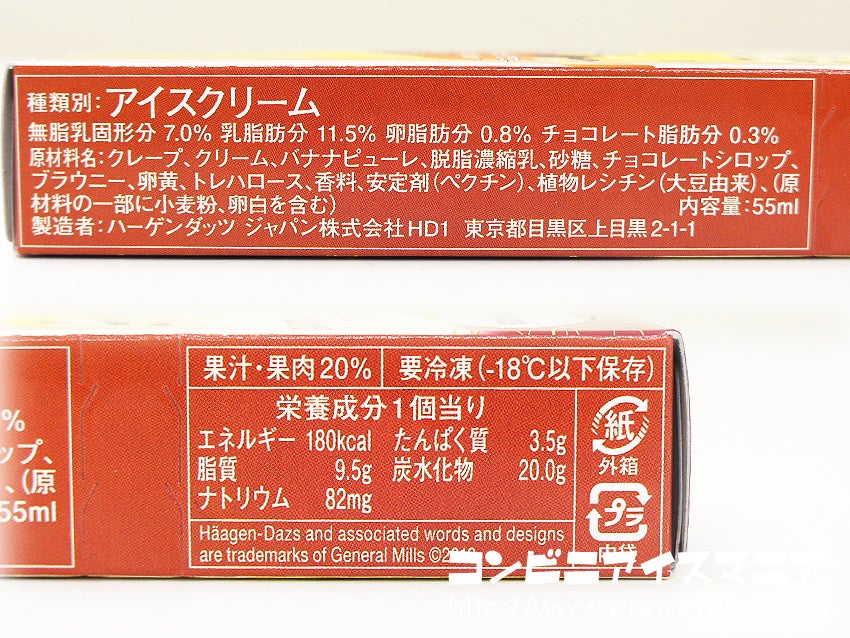 種類別：アイスクリーム
無脂乳固形分 7.0% 乳脂肪分 11.5% 卵脂肪分 0.8% チョコレート脂肪分 0.3%
原材料名：クレープ、クリーム、バナナピューレ、脱脂濃縮乳、砂糖、チョコレートシロップ、
ブラウニー、卵黄、トレハロース、香料、安定剤（ペクチン）、植物レシチン（大豆由来）、（原
材料の一部に小麦粉、卵白を含む） 内容量：55ml
製造者：ハーゲンダッツ ジャパン株式会社HD1 東京都目黒区上目黒2-1-1
%
ップ、
、（原
55ml
果汁・果肉20% 要冷凍（-18℃以下保存）
栄養成分1個当り
エネルギー 180kcal たんぱく質 3.5g
脂質 9.5g 炭水化物 20.0g
ナトリウム 82mg
紙
外箱
プラ
内袋
Häagen-Dazs and associated words and designs
are trademarks of General Mills ©
コンビニアイスマニア